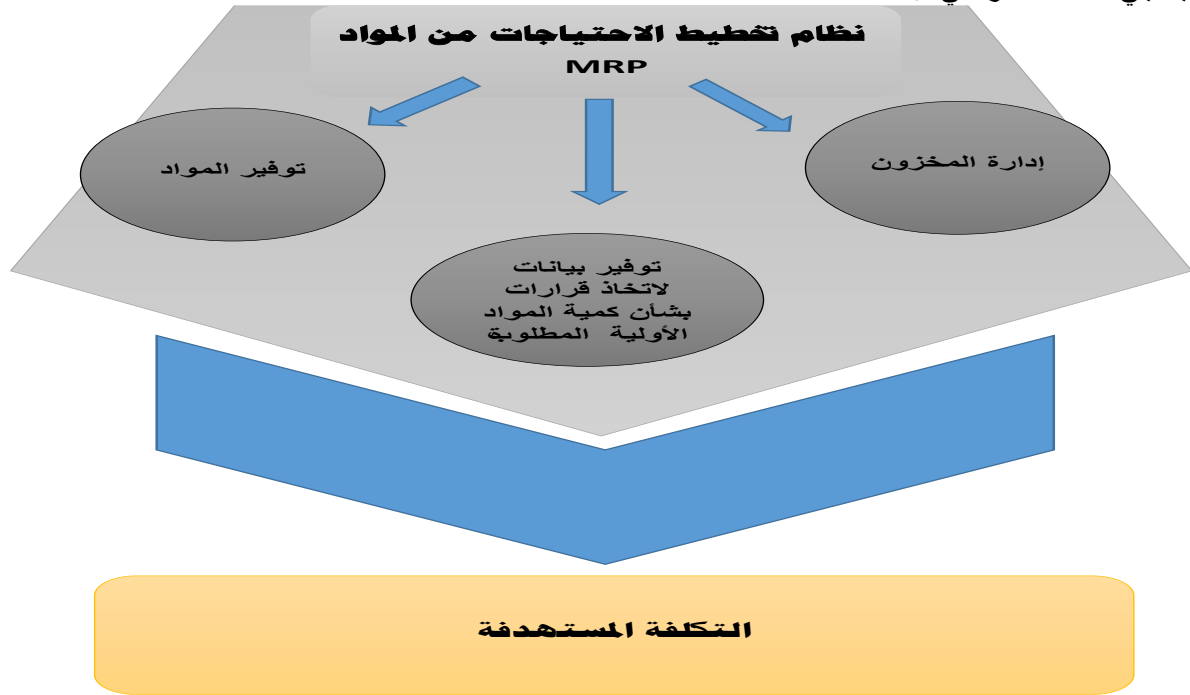 نظام تخطيط الاحتياجات من المواد
MRP
إدارة المخزون
توفير المواد
توفير بيانات
لاتخاذ قرارات
بشأن كمية المواد
الأولية المطلوبة
التكلفة المستهدفة